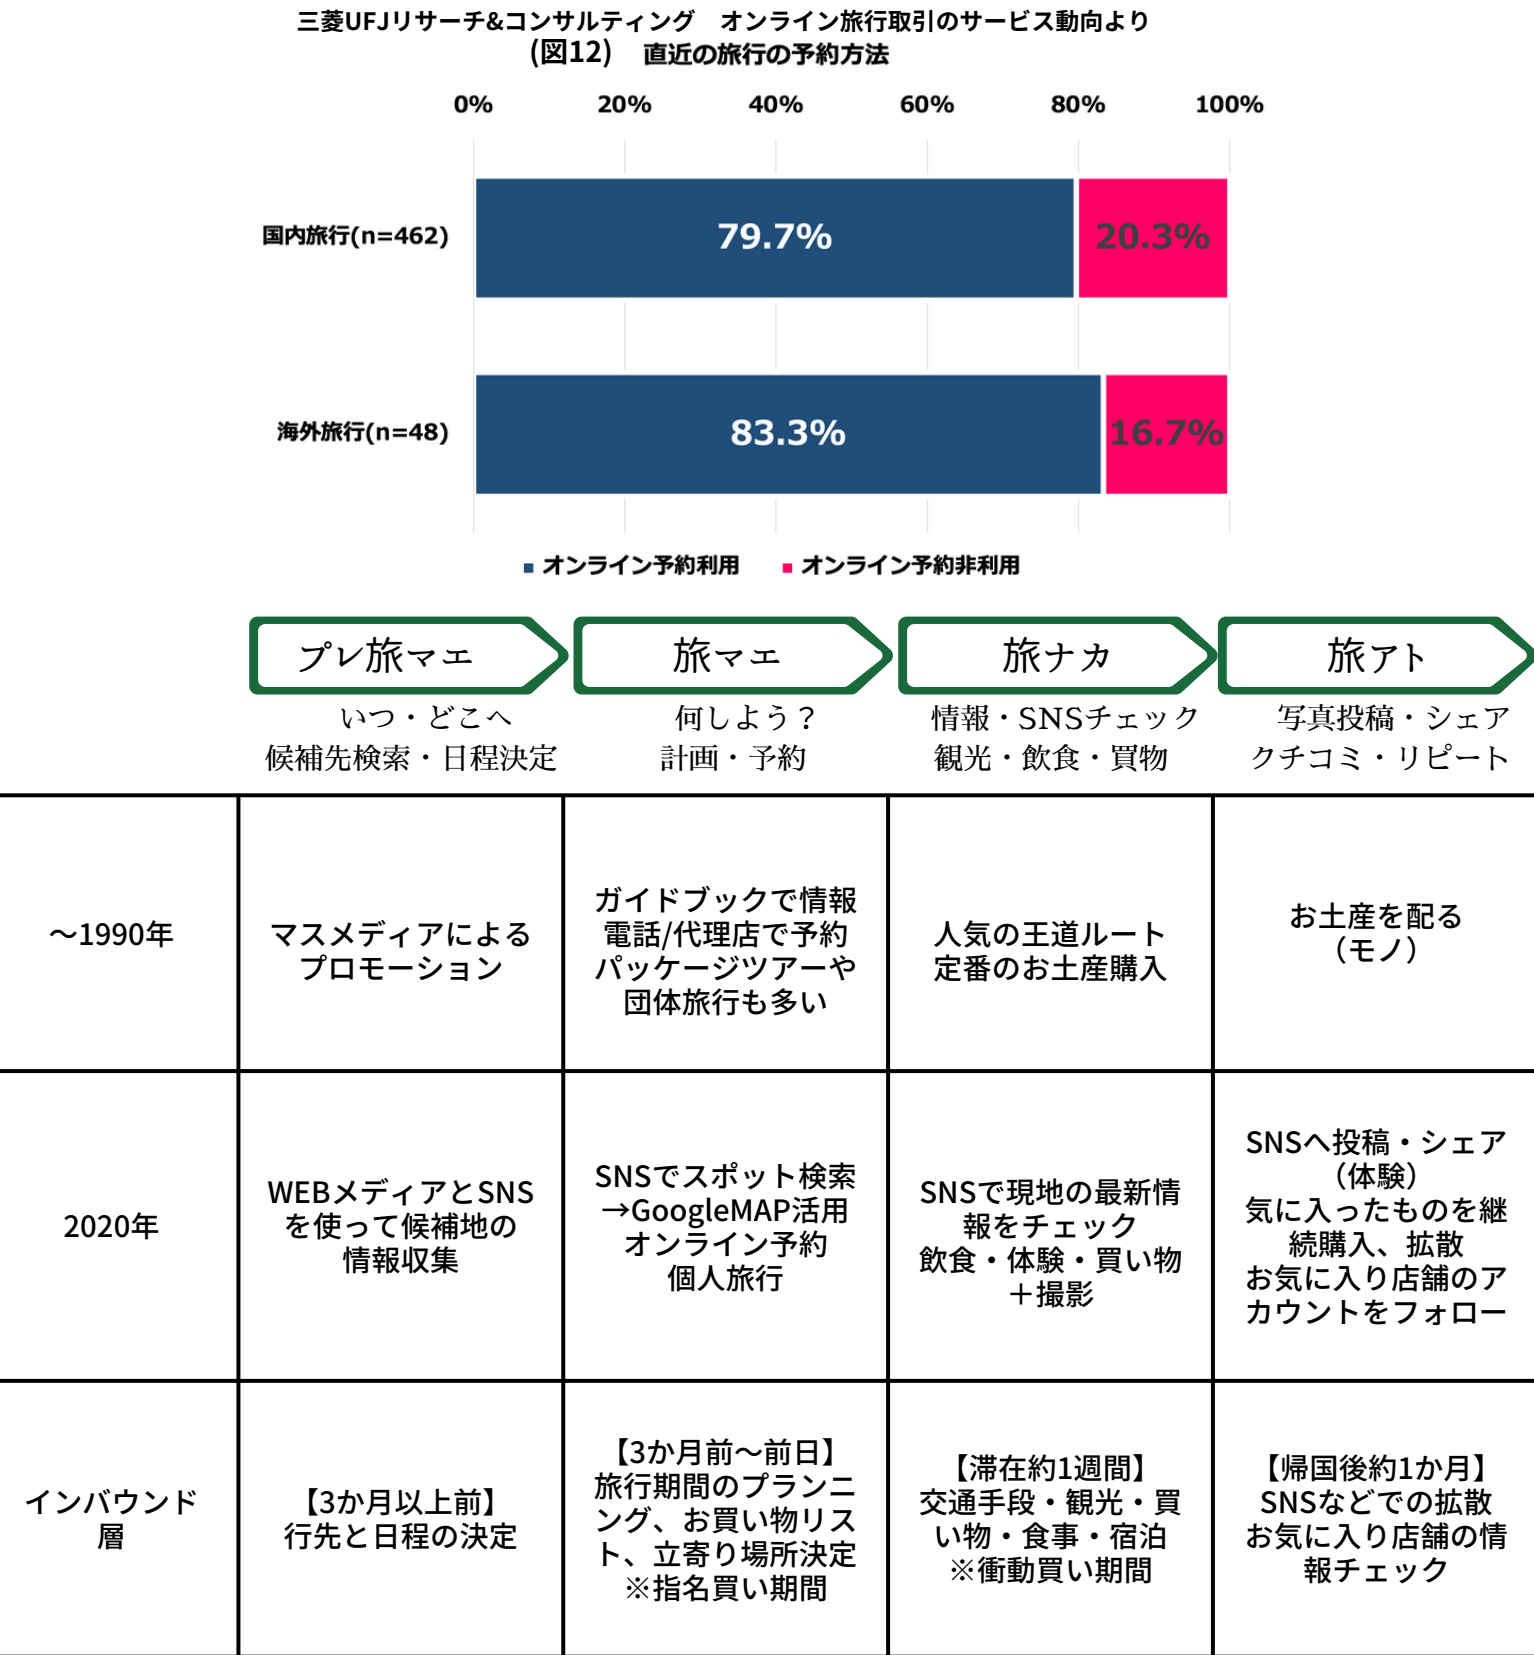 三菱UFJリサーチ&コンサルティング　オンライン旅行取引のサービス動向より
(図12)　直近の旅行の予約方法
0%　20%　40%　60%　80%　100%
国内旅行(n=462)　79.7%　20.3%
海外旅行(n=48)　83.3%　16.7%
オンライン予約利用　オンライン予約非利用
プレ旅マエ　旅マエ　旅ナカ　旅アト
いつ・どこへ
候補先検索・日程決定
何しよう？
計画・予約
情報・SNSチェック
観光・飲食・買物
写真投稿・シェア
クチコミ・リピート
～1990年
マスメディアによる
プロモーション
ガイドブックで情報
電話/代理店で予約
パッケージツアーや
団体旅行も多い
人気の王道ルート
定番のお土産購入
お土産を配る
（モノ）
2020年
WEBメディアとSNS
を使って候補地の
情報収集
SNSでスポット検索
→GoogleMAP活用
オンライン予約
個人旅行
SNSで現地の最新情
報をチェック
飲食・体験・買い物
＋撮影
SNSへ投稿・シェア
（体験）
気に入ったものを継
続購入、拡散
お気に入り店舗のア
カウントをフォロー
インバウンド
層
【3か月以上前】
行先と日程の決定
【3か月前～前日】
旅行期間のプランニ
ング、お買い物リス
ト、立寄り場所決定
※指名買い期間
【滞在約1週間】
交通手段・観光・買
い物・食事・宿泊
※衝動買い期間
【帰国後約1か月】
SNSなどでの拡散
お気に入り店舗の情
報チェック